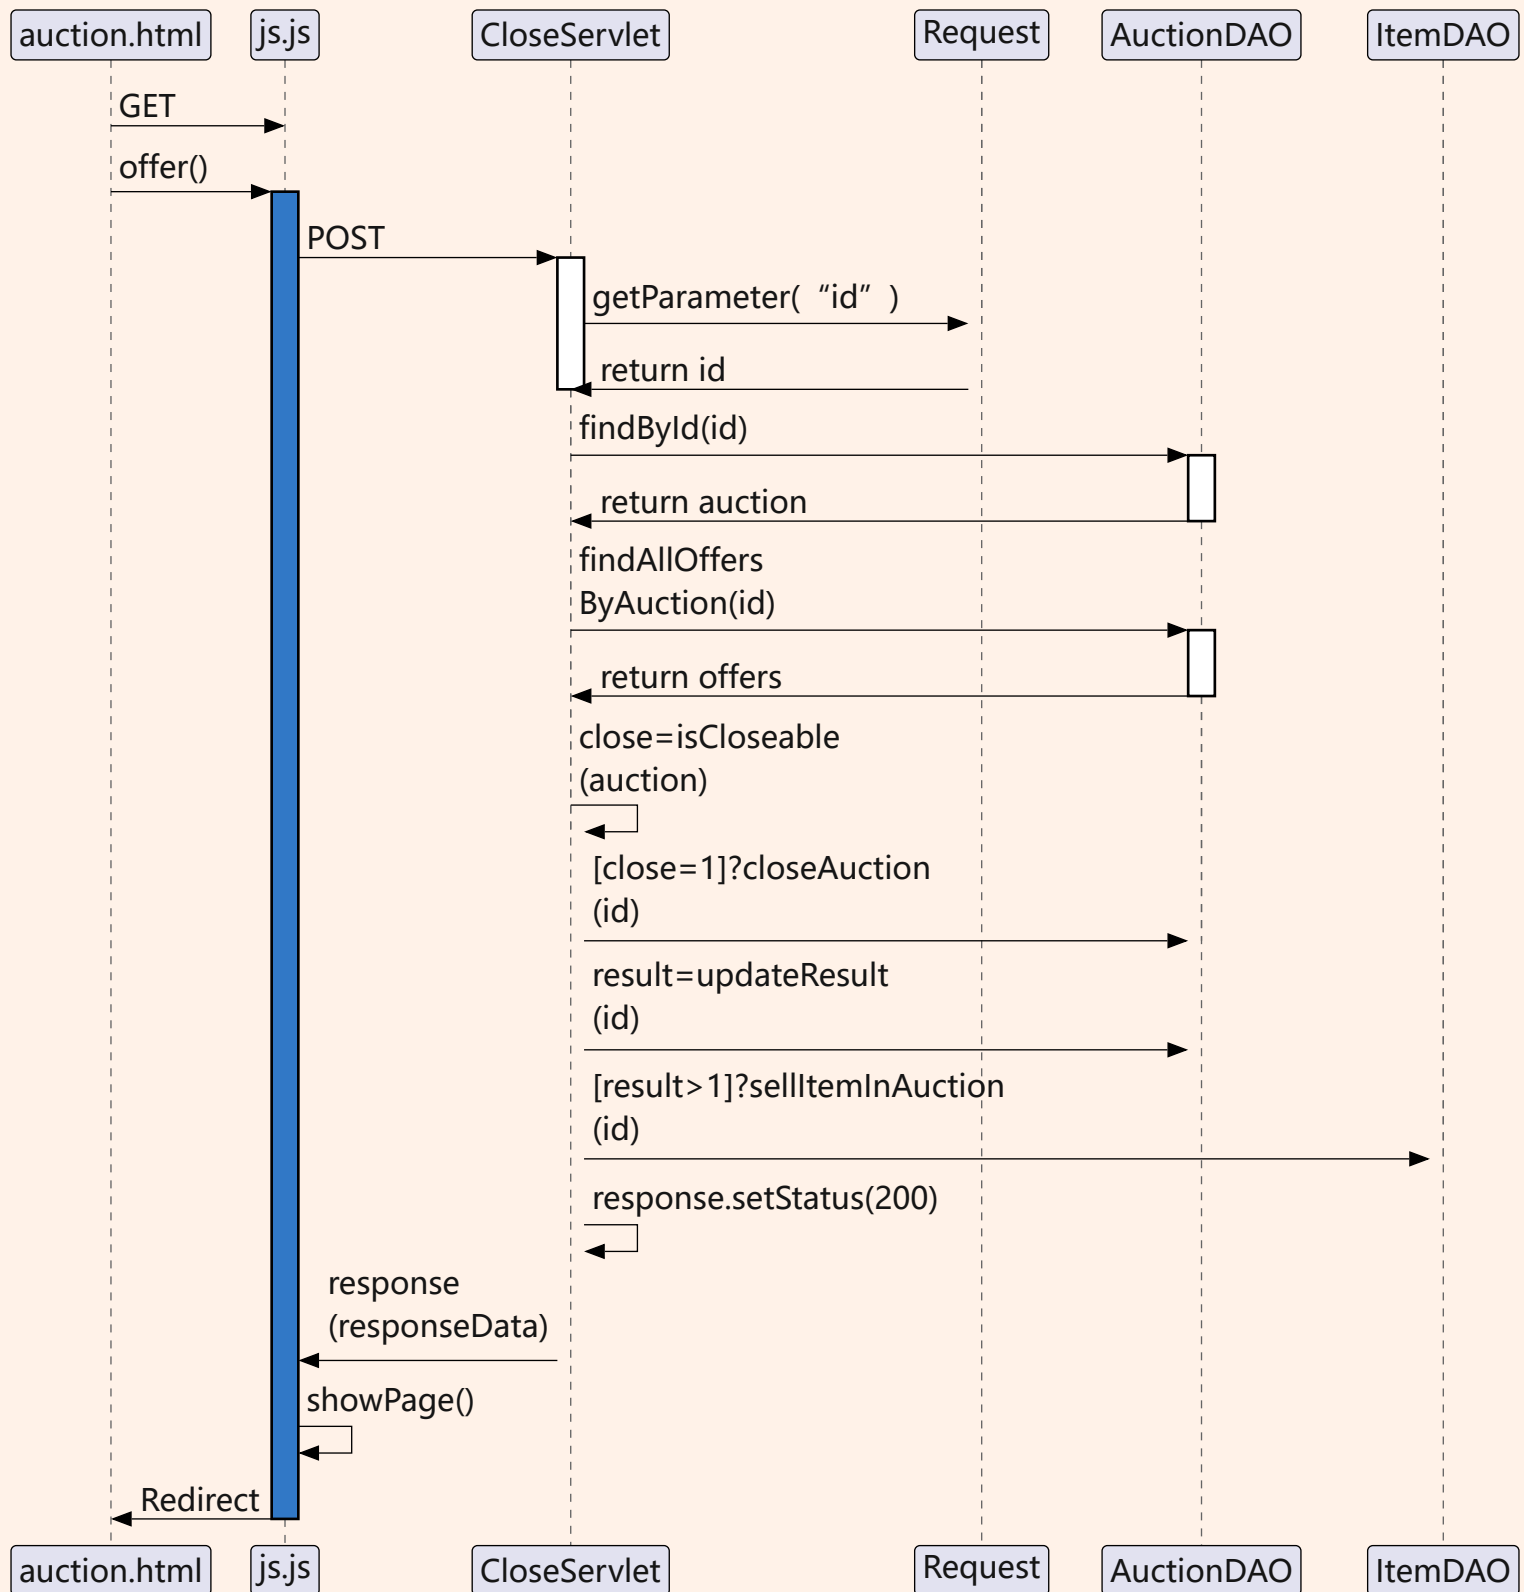 auction.html js.js CloseServlet Request AuctionDAO ItemDAO
GET
offer()
POST
getParameter( “id” )
return id
findById(id)
return auction
findAllOffers
ByAuction(id)
return offers
close=isCloseable
(auction)
[close=1]?closeAuction
(id)
result=updateResult
(id)
[result>1]?sellItemInAuction
(id)
response.setStatus(200)
response
(responseData)
showPage()
Redirect
auction.html js.js CloseServlet Request AuctionDAO ItemDAO